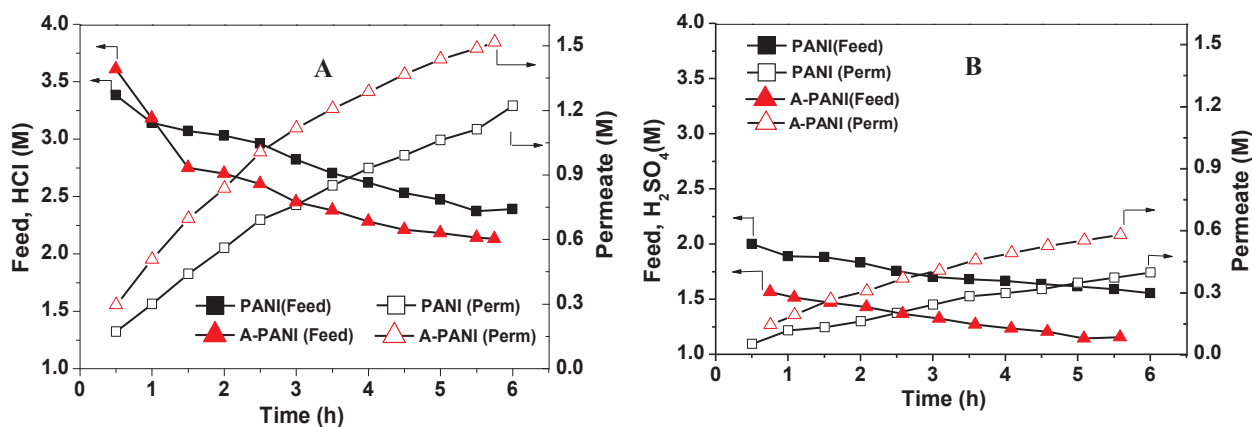 A
Feed, HCl (M)
4.0
3.5
3.0
2.5
2.0
1.5
1.0
0 1 2 3 4 5 6
Time (h)
1.5
1.2
0.9
0.6
0.3
0.0
Permeate (M)
PANI(Feed) PANI (Perm)
A-PANI (Feed) A-PANI (Perm)
B
Feed, H₂SO₄(M)
4.0
3.5
3.0
2.5
2.0
1.5
1.0
0 1 2 3 4 5 6
Time (h)
1.5
1.2
0.9
0.6
0.3
0.0
Permeate (M)
PANI(Feed)
PANI (Perm)
A-PANI(Feed)
A-PANI (Perm)